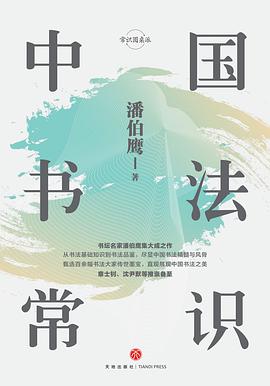 常识圆桌派
中国
书法
常识
潘伯鹰 著
书坛名家潘伯鹰集大成之作
从书法基础知识到书法品鉴，尽显中国书法精髓与风骨
甄选百余幅书法大家传世墨宝，直观展现中国书法之美
章士钊、沈尹默等推崇备至
天地出版社 | TIANDI PRESS